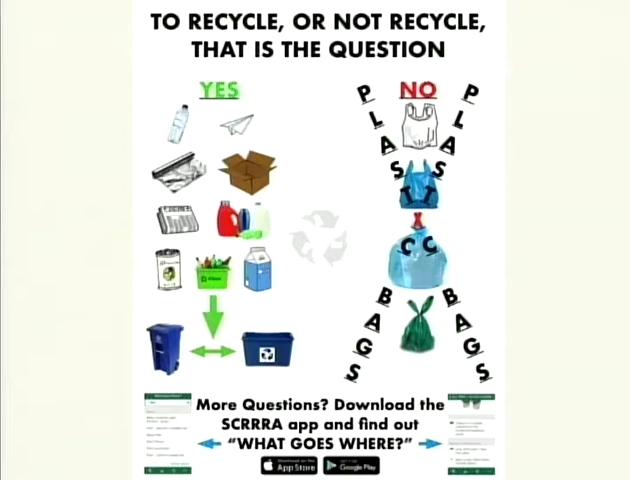 TO RECYCLE, OR NOT RECYCLE,
THAT IS THE QUESTION
YES
NO
PLASTIC
PLASTIC
BAGS
BAGS
More Questions? Download the
SCRRRA app and find out
“WHAT GOES WHERE?”
App Store
Google Play